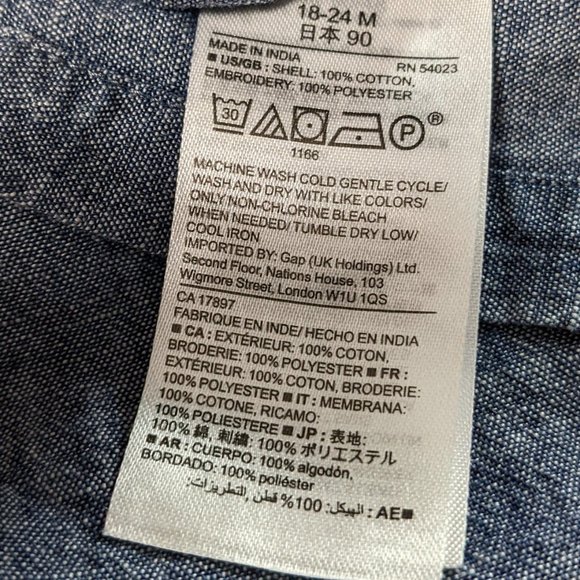 18-24 M
日本 90
MADE IN INDIA RN 54023
■ US/GB : SHELL: 100% COTTON,
EMBROIDERY: 100% POLYESTER
30 P ®
1166
MACHINE WASH COLD GENTLE CYCLE/
WASH AND DRY WITH LIKE COLORS/
ONLY NON-CHLORINE BLEACH
WHEN NEEDED/ TUMBLE DRY LOW/
COOL IRON
IMPORTED BY: Gap (UK Holdings) Ltd.
Second Floor, Nations House, 103
Wigmore Street, London W1U 1QS
CA 17897
FABRIQUE EN INDE/ HECHO EN INDIA
■ CA : EXTÉRIEUR: 100% COTON,
BRODERIE: 100% POLYESTER ■ FR :
EXTÉRIEUR: 100% COTON, BRODERIE:
100% POLYESTER ■ IT : MEMBRANA:
100% COTONE, RICAMO:
100% POLIESTERE ■ JP : 表地:
100% 綿, 刺繍: 100% ポリエステル
■ AR : CUERPO: 100% algodón,
BORDADO: 100% poliéster
■AE : الهيكل: 100% قطن, التطريزات: